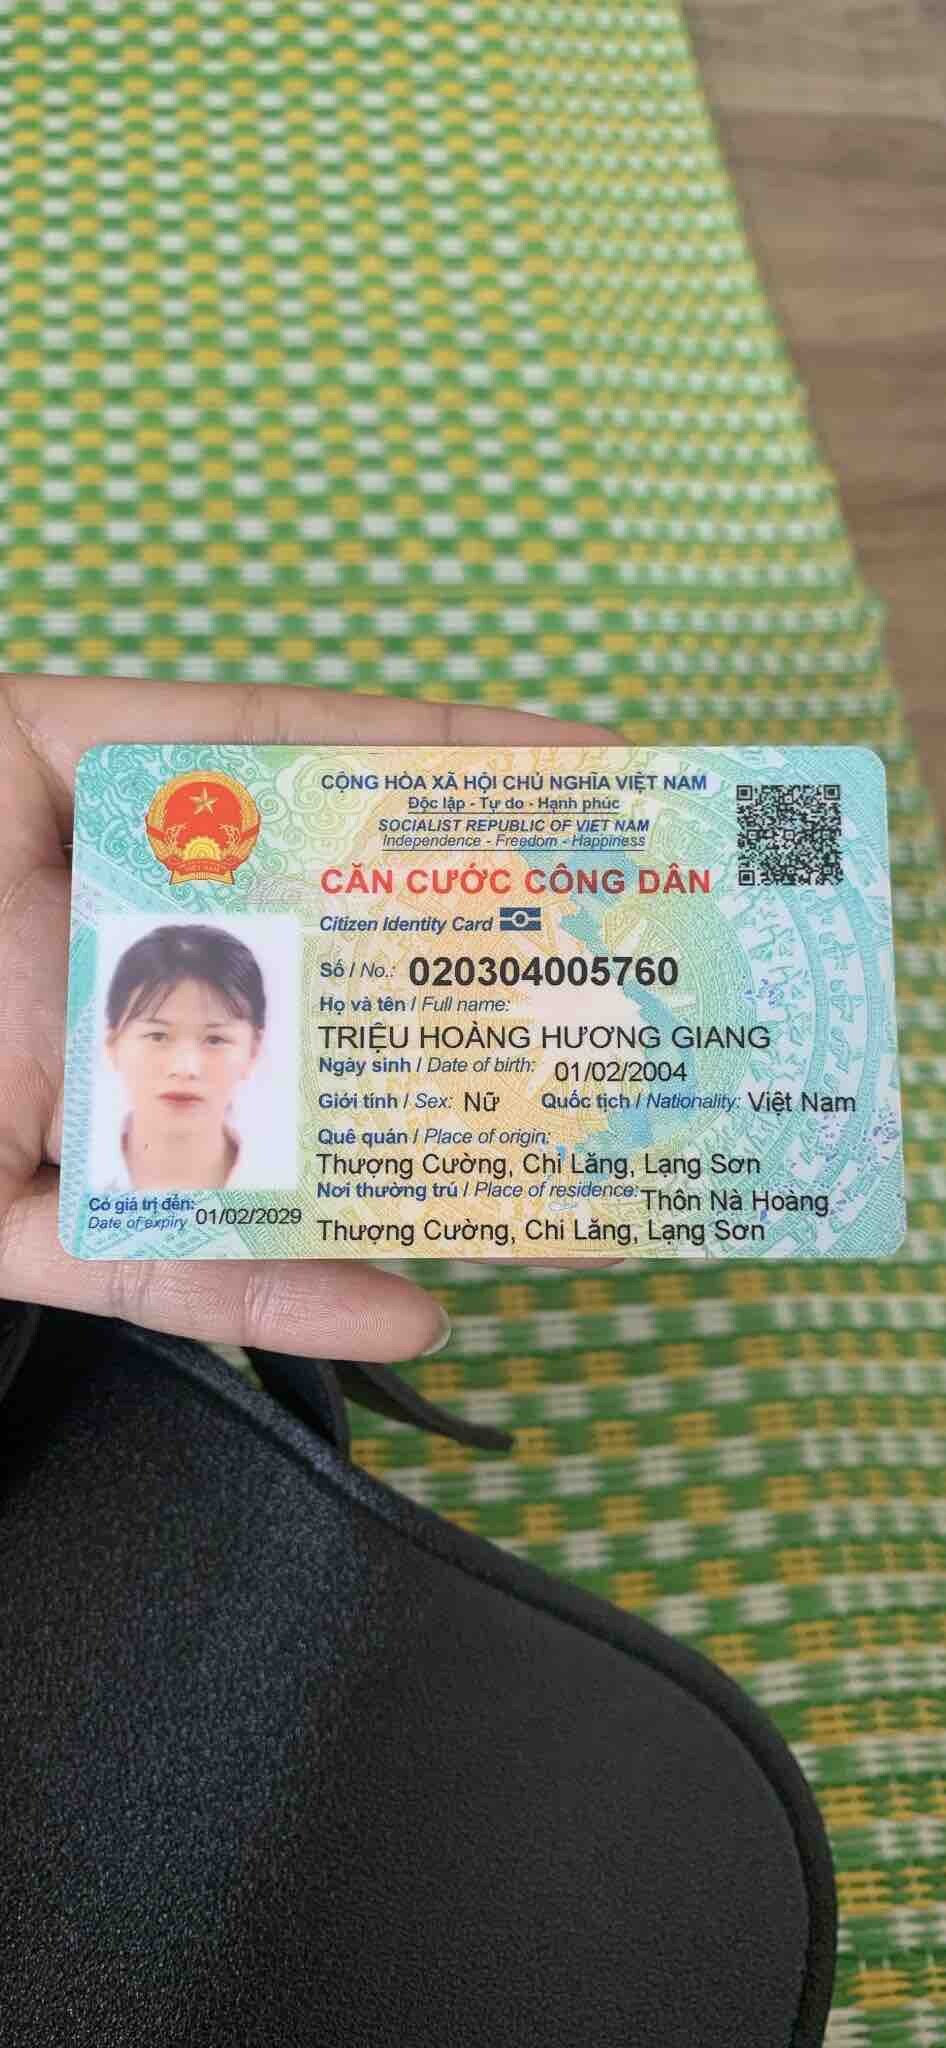 CỘNG HÒA XÃ HỘI CHỦ NGHĨA VIỆT NAM
Độc lập - Tự do - Hạnh phúc
SOCIALIST REPUBLIC OF VIET NAM
Independence - Freedom - Happiness
CĂN CƯỚC CÔNG DÂN
Citizen Identity Card
Số / No.: 020304005760
Họ và tên / Full name:
TRIỆU HOÀNG HƯƠNG GIANG
Ngày sinh / Date of birth: 01/02/2004
Giới tính / Sex: Nữ Quốc tịch / Nationality: Việt Nam
Quê quán / Place of origin:
Thượng Cường, Chi Lăng, Lạng Sơn
Nơi thường trú / Place of residence: Thôn Nà Hoàng
Thượng Cường, Chi Lăng, Lạng Sơn
Có giá trị đến: 01/02/2029
Date of expiry